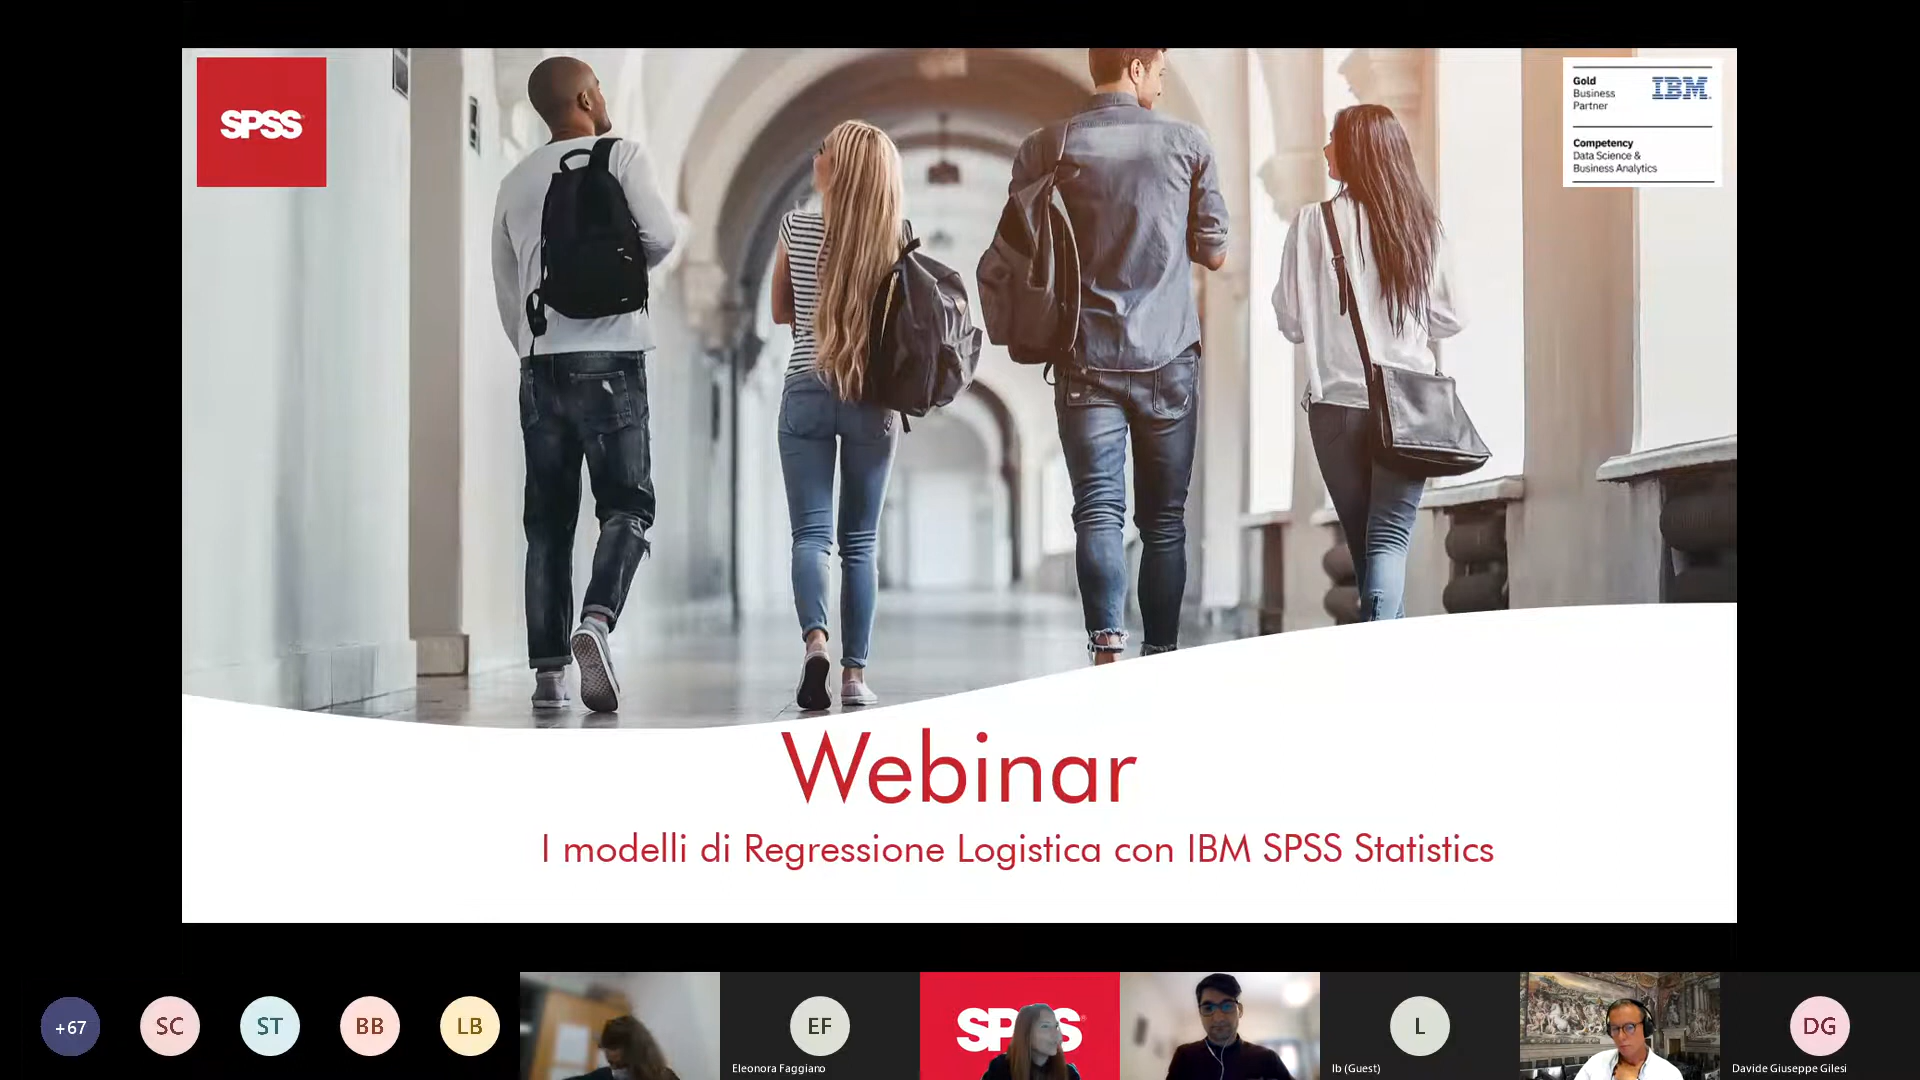 SPSS
Gold
Business
Partner
IBM
Competency
Data Science &
Business Analytics
Webinar
I modelli di Regressione Logistica con IBM SPSS Statistics
+67
SC
ST
BB
LB
EF
Eleonora Faggiano
SPSS
L
lb (Guest)
DG
Davide Giuseppe Gilesi